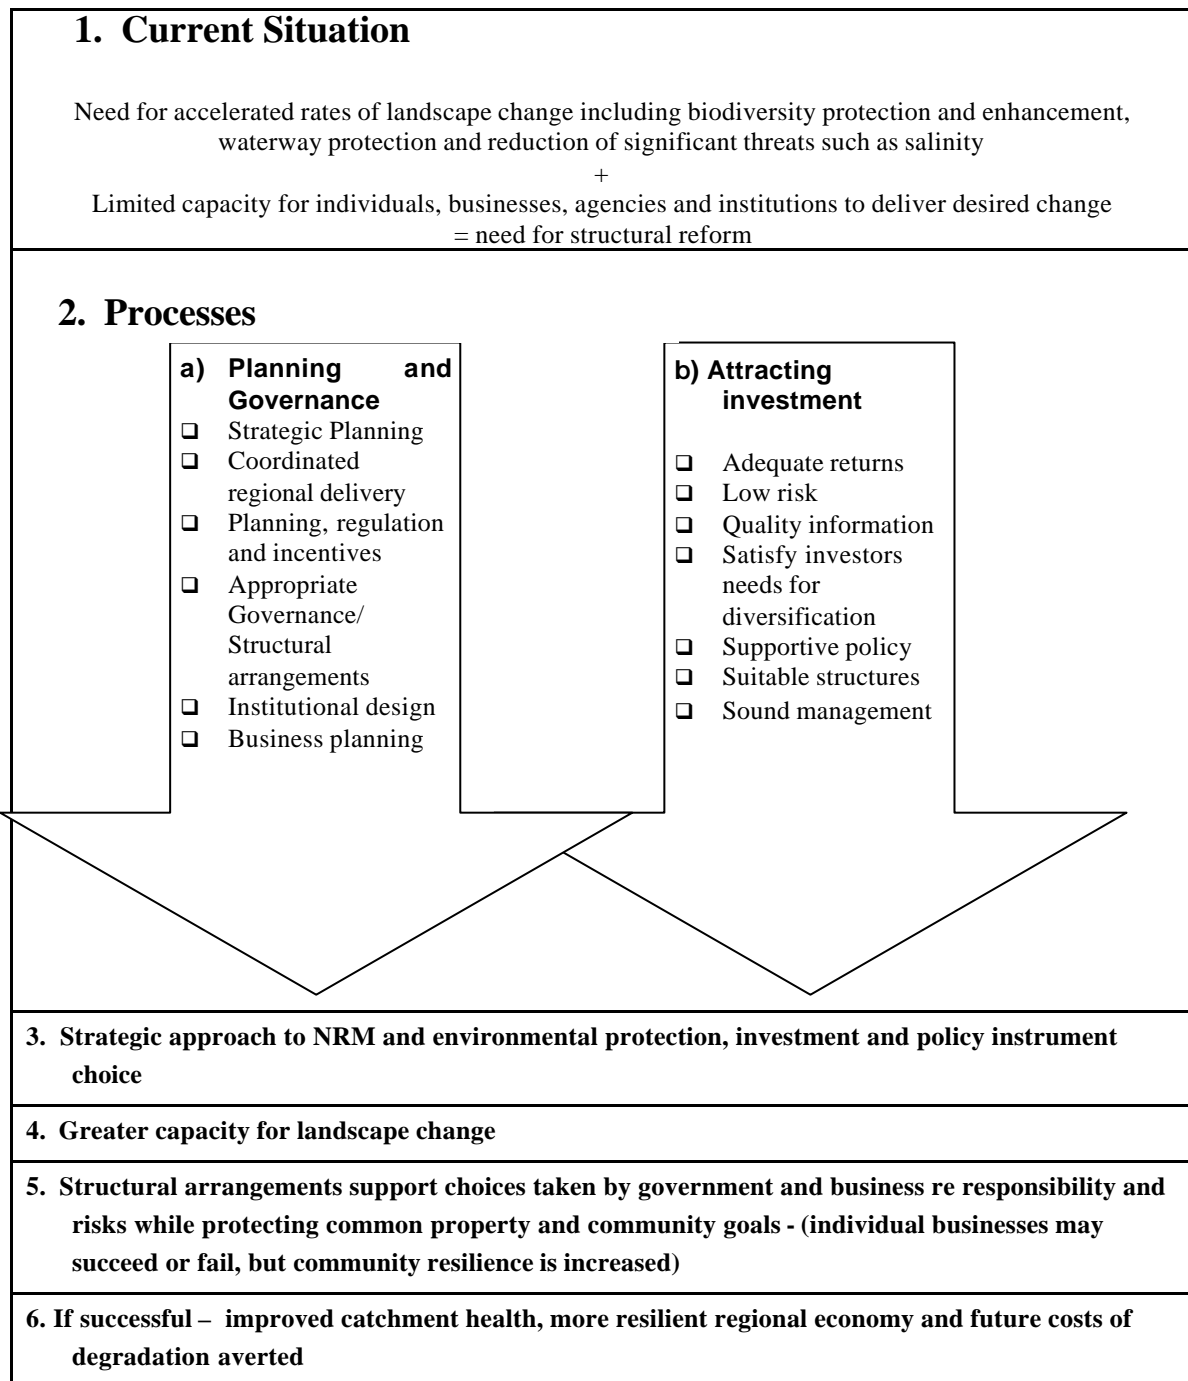 1. Current Situation
Need for accelerated rates of landscape change including biodiversity protection and enhancement,
waterway protection and reduction of significant threats such as salinity
+
Limited capacity for individuals, businesses, agencies and institutions to deliver desired change
= need for structural reform
2. Processes
a) Planning and
Governance
❑ Strategic Planning
❑ Coordinated
regional delivery
❑ Planning, regulation
and incentives
❑ Appropriate
Governance/
Structural
arrangements
❑ Institutional design
❑ Business planning
b) Attracting
investment
❑ Adequate returns
❑ Low risk
❑ Quality information
❑ Satisfy investors
needs for
diversification
❑ Supportive policy
❑ Suitable structures
❑ Sound management
3. Strategic approach to NRM and environmental protection, investment and policy instrument
choice
4. Greater capacity for landscape change
5. Structural arrangements support choices taken by government and business re responsibility and
risks while protecting common property and community goals - (individual businesses may
succeed or fail, but community resilience is increased)
6. If successful – improved catchment health, more resilient regional economy and future costs of
degradation averted